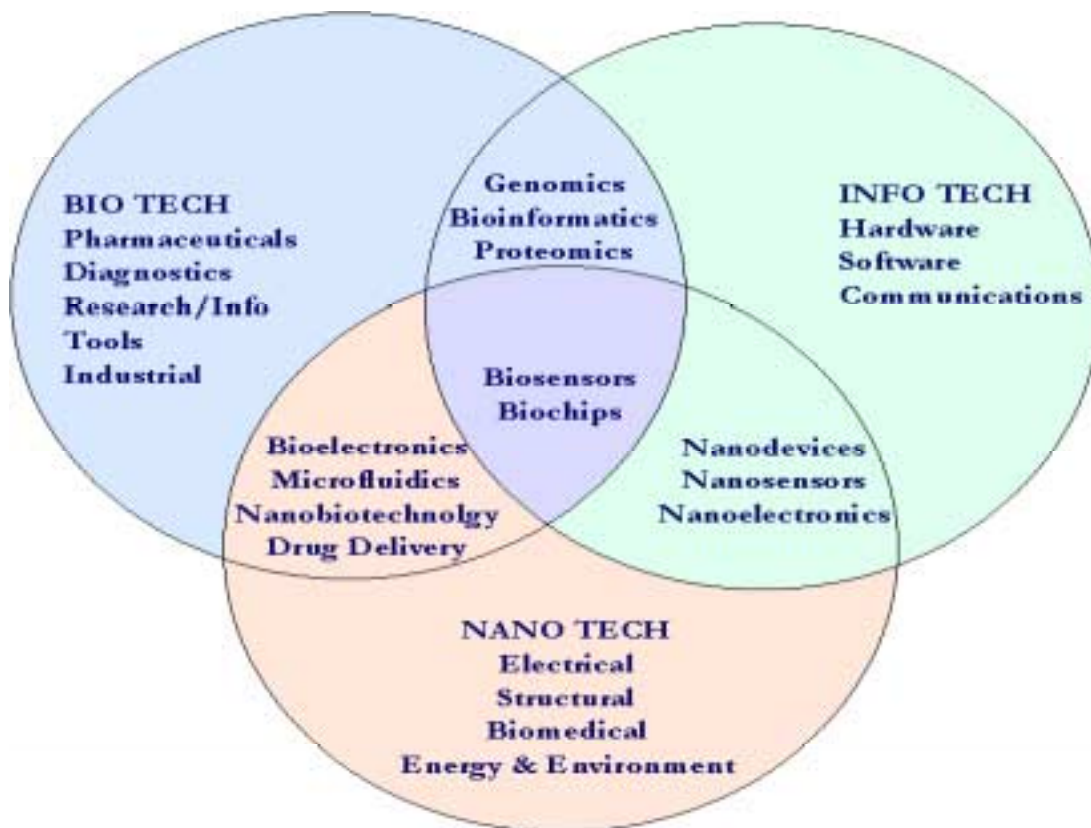 BIO TECH
Pharmaceuticals
Diagnostics
Research/Info
Tools
Industrial
Genomics
Bioinformatics
Proteomics
INFO TECH
Hardware
Software
Communications
Biosensors
Biochips
Bioelectronics
Microfluidics
Nanobiotechnolgy
Drug Delivery
Nanodevices
Nanosensors
Nanoelectronics
NANO TECH
Electrical
Structural
Biomedical
Energy & Environment